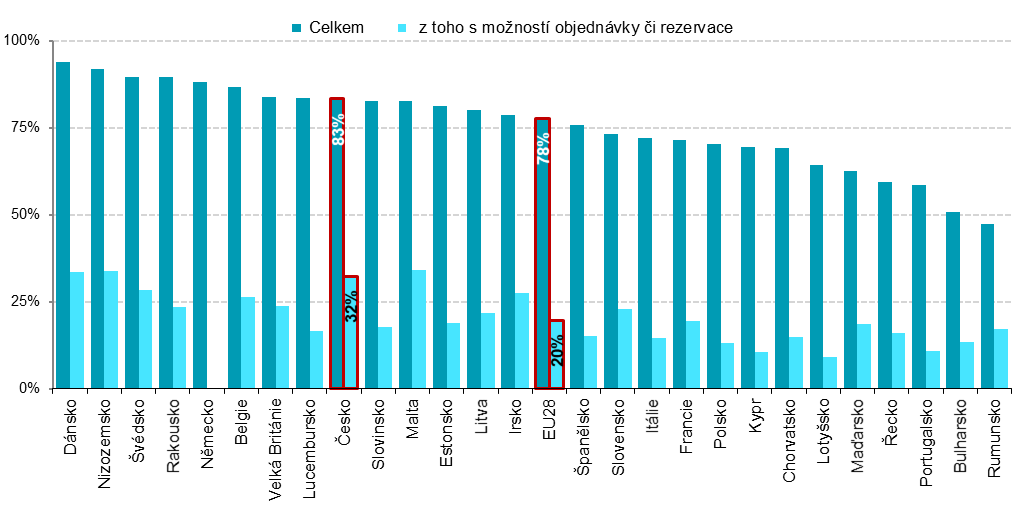 Celkem
z toho s možností objednávky či rezervace
100%
75%
50%
25%
0%
83%
32%
78%
20%
Dánsko
Nizozemsko
Švédsko
Rakousko
Německo
Belgie
Velká Británie
Lucembursko
Česko
Slovinsko
Malta
Estonsko
Litva
Irsko
EU28
Španělsko
Slovensko
Itálie
Francie
Polsko
Kypr
Chorvatsko
Lotyšsko
Maďarsko
Řecko
Portugalsko
Bulharsko
Rumunsko